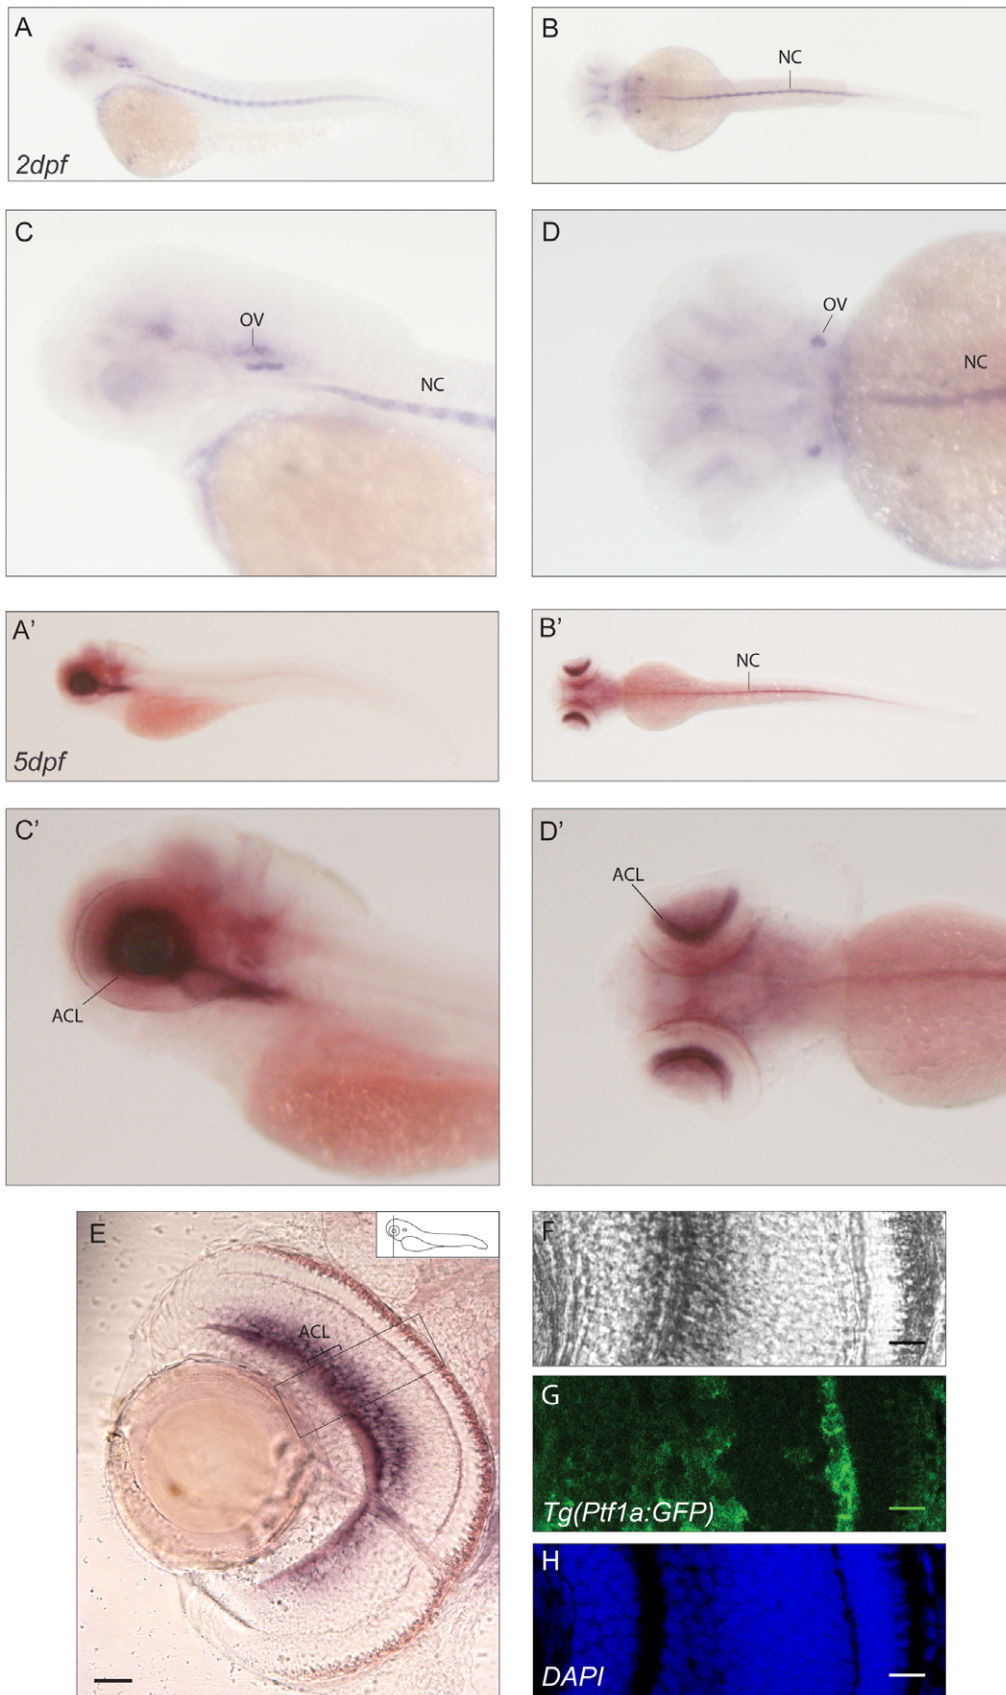 A
2dpf
B
NC
C
OV
NC
D
OV
NC
A'
5dpf
B'
NC
C'
ACL
D'
ACL
E
ACL
F
G
Tg(Ptf1a:GFP)
H
DAPI